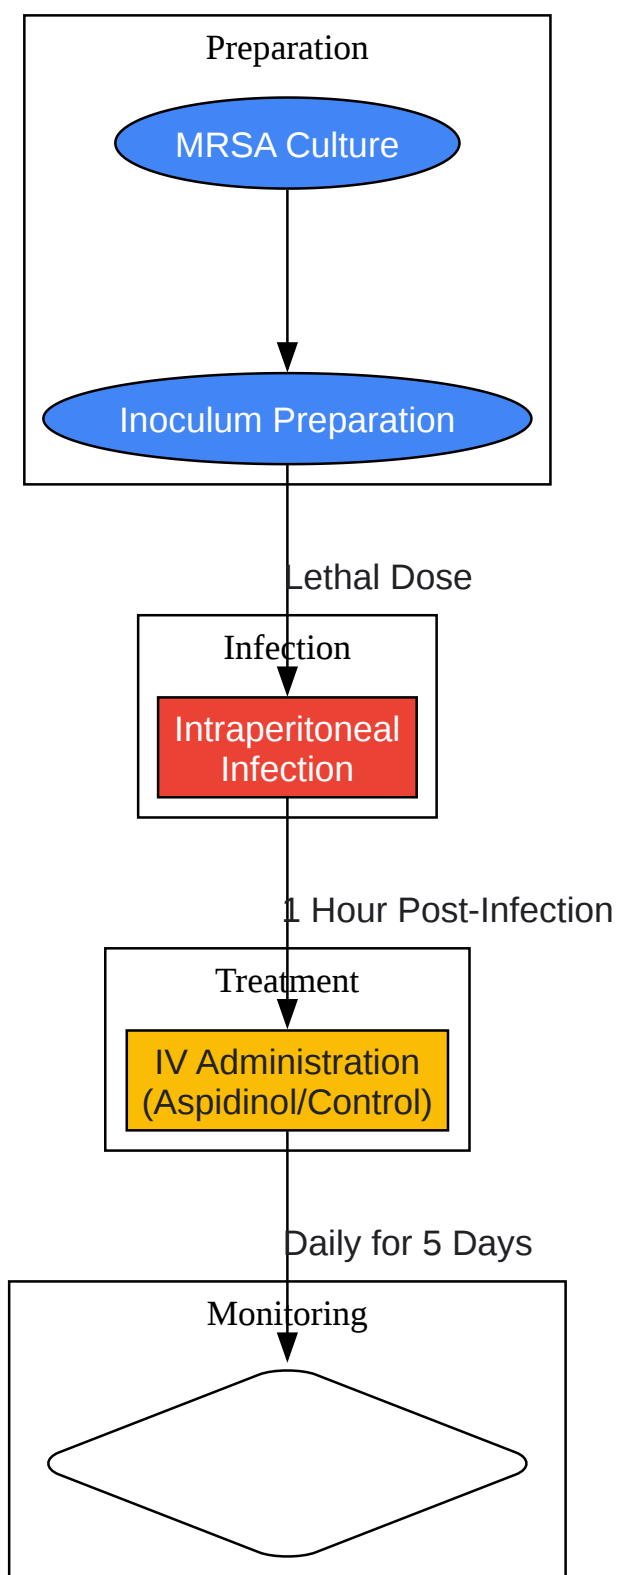 Preparation
MRSA Culture
Inoculum Preparation
Lethal Dose
Infection
Intraperitoneal
Infection
1 Hour Post-Infection
Treatment
IV Administration
(Aspidinol/Control)
Daily for 5 Days
Monitoring